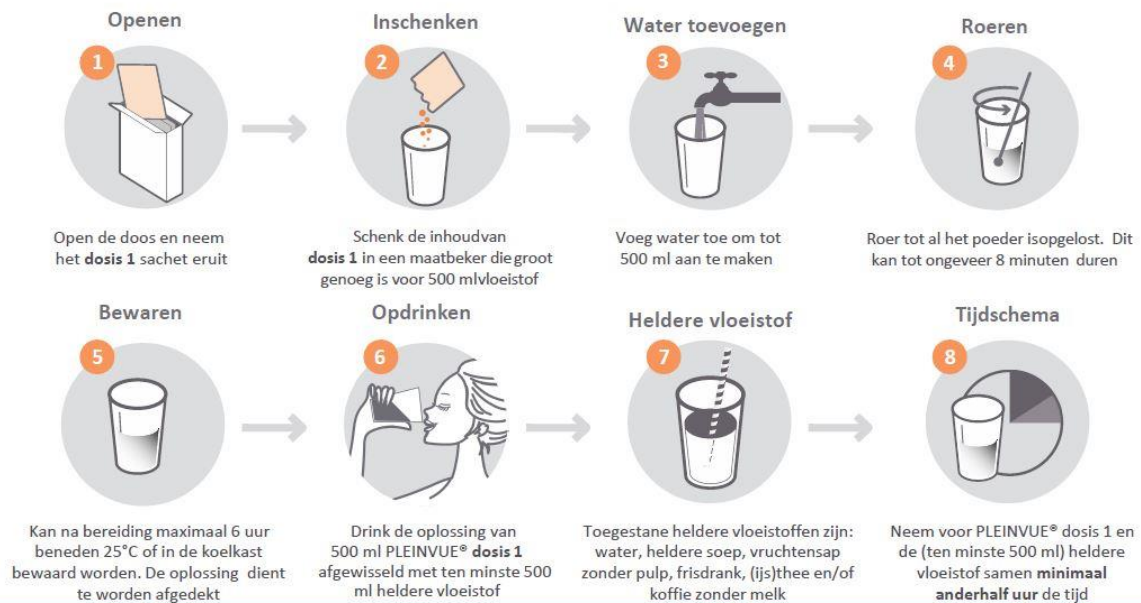 Openen
1
Open de doos en neem
het dosis 1 sachet eruit
Inschenken
2
Schenk de inhoudvan
dosis 1 in een maatbeker die groot
genoeg is voor 500 mlvloeistof
Water toevoegen
3
Voeg water toe om tot
500 ml aan te maken
Roeren
4
Roer tot al het poeder isopgelost. Dit
kan tot ongeveer 8 minuten duren
Bewaren
5
Kan na bereiding maximaal 6 uur
beneden 25°C of in de koelkast
bewaard worden. De oplossing dient
te worden afgedekt
Opdrinken
6
Drink de oplossing van
500 ml PLEINVUE® dosis 1
afgewisseld met ten minste 500
ml heldere vloeistof
Heldere vloeistof
7
Toegestane heldere vloeistoffen zijn:
water, heldere soep, vruchtensap
zonder pulp, frisdrank, (ijs)thee en/of
koffie zonder melk
Tijdschema
8
Neem voor PLEINVUE® dosis 1 en
de (ten minste 500 ml) heldere
vloeistof samen minimaal
anderhalf uur de tijd